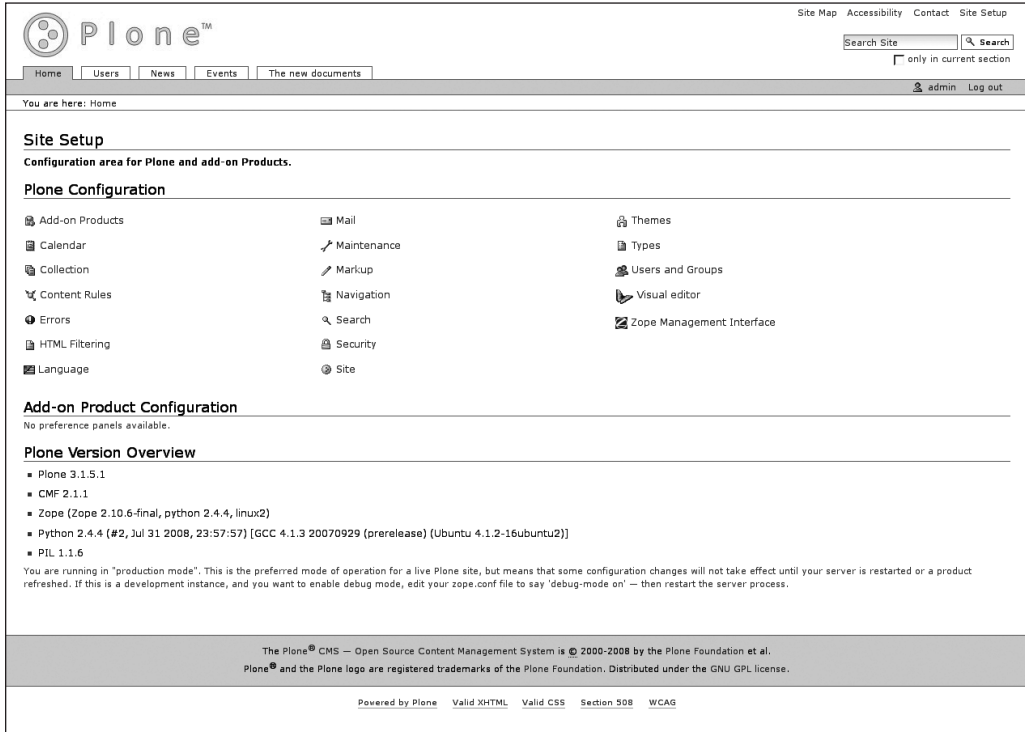 Site Map Accessibility Contact Site Setup
Plone™
Search Site Search
only in current section
Home Users News Events The new documents
admin Log out
You are here: Home
Site Setup
Configuration area for Plone and add-on Products.
Plone Configuration
Add-on Products Mail Themes
Calendar Maintenance Types
Collection Markup Users and Groups
Content Rules Navigation Visual editor
Errors Search Zope Management Interface
HTML Filtering Security
Language Site
Add-on Product Configuration
No preference panels available.
Plone Version Overview
▪ Plone 3.1.5.1
▪ CMF 2.1.1
▪ Zope (Zope 2.10.6-final, python 2.4.4, linux2)
▪ Python 2.4.4 (#2, Jul 31 2008, 23:57:57) [GCC 4.1.3 20070929 (prerelease) (Ubuntu 4.1.2-16ubuntu2)]
▪ PIL 1.1.6
You are running in "production mode". This is the preferred mode of operation for a live Plone site, but means that some configuration changes will not take effect until your server is restarted or a product
refreshed. If this is a development instance, and you want to enable debug mode, edit your zope.conf file to say 'debug-mode on' — then restart the server process.
The Plone® CMS — Open Source Content Management System is © 2000-2008 by the Plone Foundation et al.
Plone® and the Plone logo are registered trademarks of the Plone Foundation. Distributed under the GNU GPL license.
Powered by Plone Valid XHTML Valid CSS Section 508 WCAG